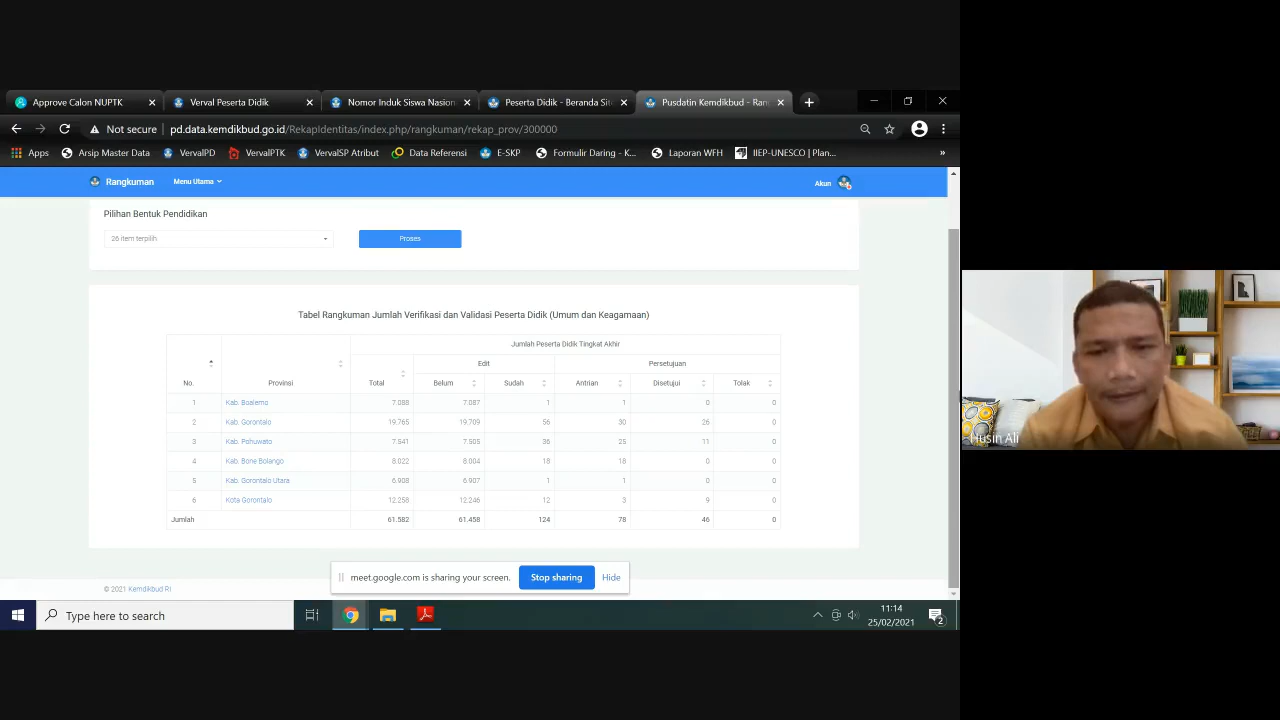 Approve Calon NUPTK
Verval Peserta Didik
Nomor Induk Siswa Nasion
Peserta Didik - Beranda Sit
Pusdatin Kemdikbud - Ran
Not secure
pd.data.kemdikbud.go.id/RekapIdentitas/index.php/rangkuman/rekap_prov/300000
Apps
Arsip Master Data
VervalPD
VervalPTK
VervalSP Atribut
Data Referensi
E-SKP
Formulir Daring - K...
Laporan WFH
IIEP-UNESCO | Plan...
»
Rangkuman
Menu Utama
Akun
Pilihan Bentuk Pendidikan
26 item terpilih
Proses
Tabel Rangkuman Jumlah Verifikasi dan Validasi Peserta Didik (Umum dan Keagamaan)
Jumlah Peserta Didik Tingkat Akhir
Edit Persetujuan
No. Provinsi Total Belum Sudah Antrian Disetujui Tolak
1 Kab. Boalemo 7.088 7.087 1 1 0 0
2 Kab. Gorontalo 19.765 19.709 56 30 26 0
3 Kab. Pohuwato 7.541 7.505 36 25 11 0
4 Kab. Bone Bolango 8.022 8.004 18 18 0 0
5 Kab. Gorontalo Utara 6.908 6.907 1 1 0 0
6 Kota Gorontalo 12.258 12.246 12 3 9 0
Jumlah 61.582 61.458 124 78 46 0
Husin Ali
meet.google.com is sharing your screen.
Stop sharing
Hide
© 2021 Kemdikbud RI
Type here to search
11:14
25/02/2021
2